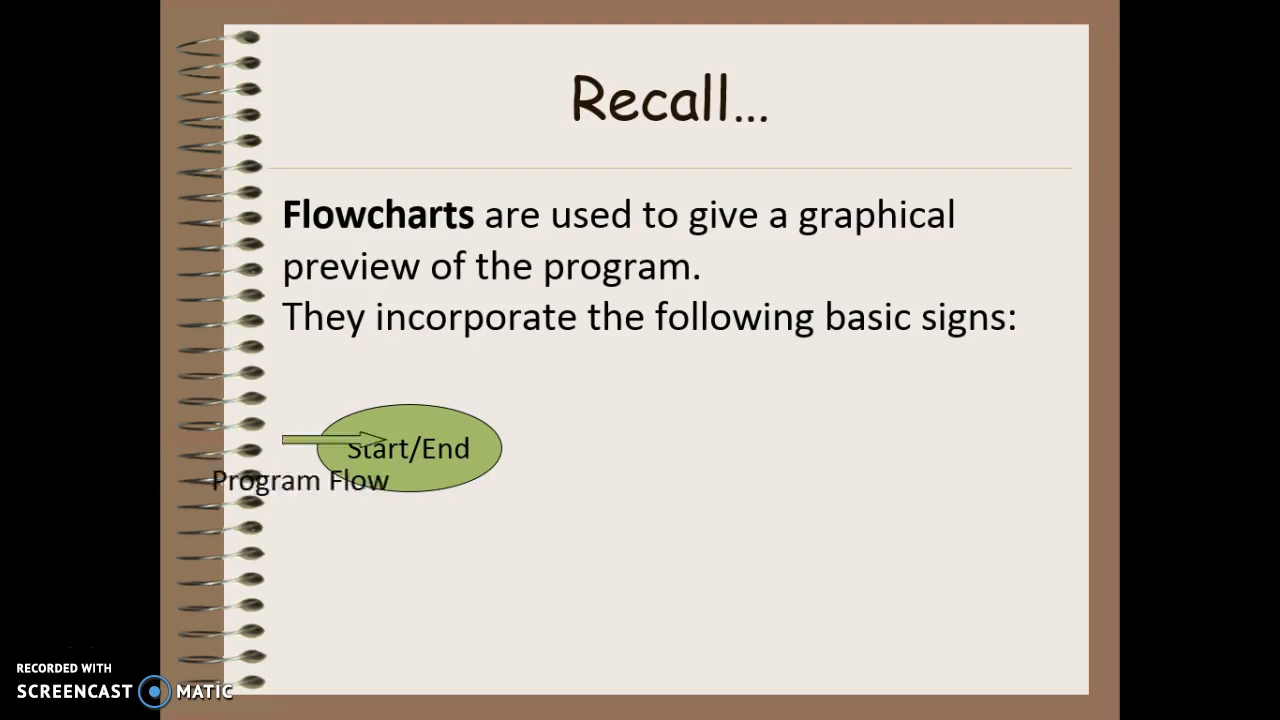 Recall...
Flowcharts are used to give a graphical
preview of the program.
They incorporate the following basic signs:
Start/End
Program Flow
RECORDED WITH
SCREENCAST MATIC